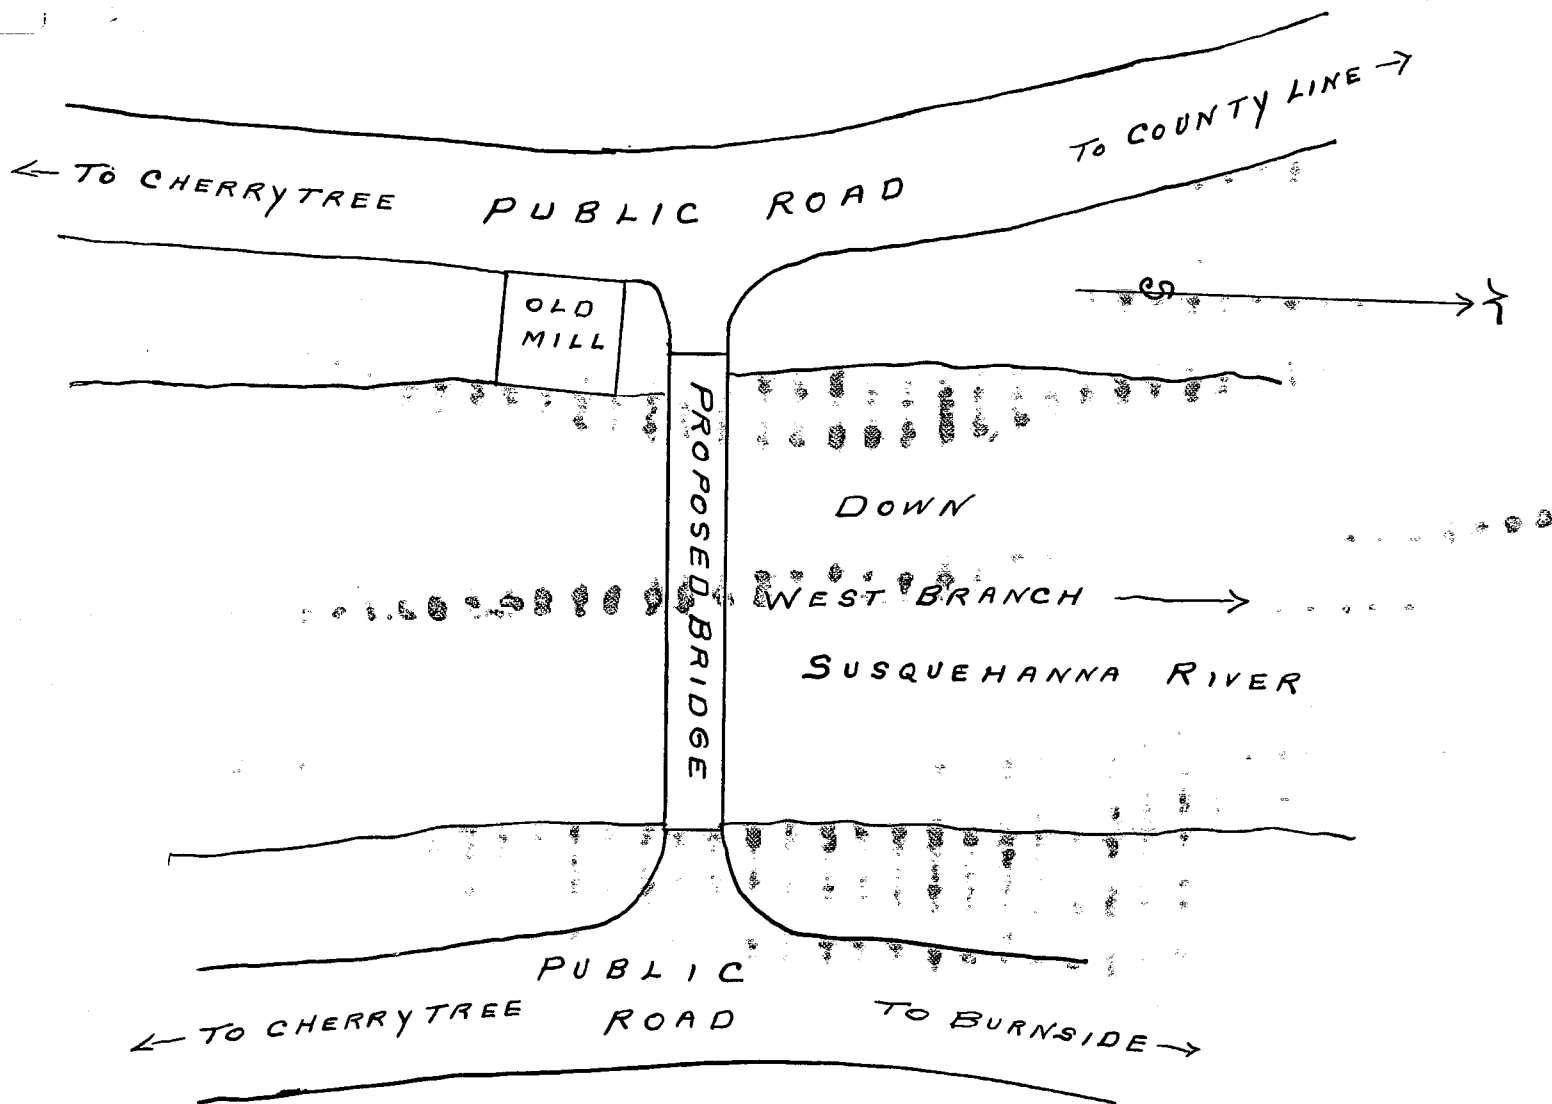 TO COUNTY LINE →
← TO CHERRYTREE
PUBLIC ROAD
OLD
MILL
PROPOSED BRIDGE
DOWN
WEST BRANCH →
SUSQUEHANNA RIVER
PUBLIC
ROAD
← TO CHERRYTREE
TO BURNSIDE →